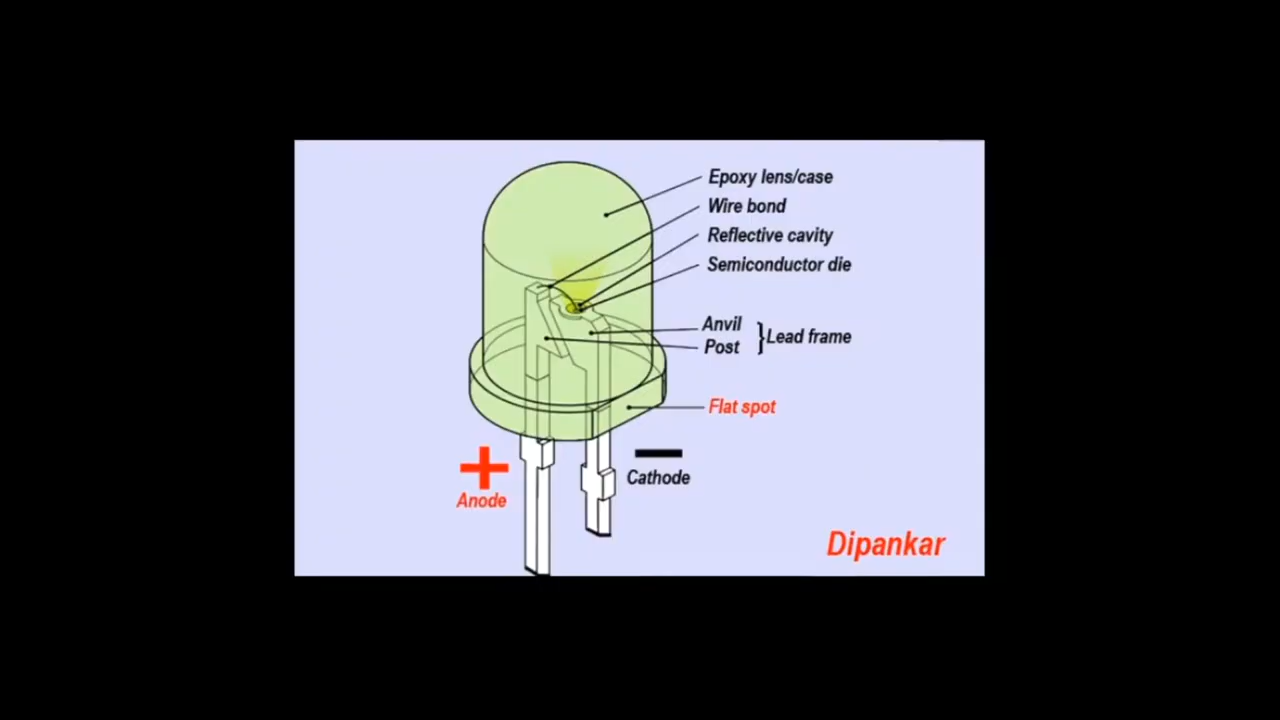 Epoxy lens/case
Wire bond
Reflective cavity
Semiconductor die
Anvil
Post
}Lead frame
Flat spot
+
Anode
−
Cathode
Dipankar